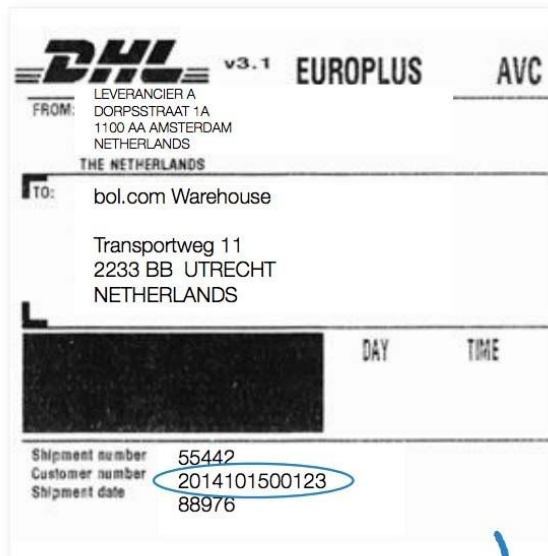 DHL v3.1 EUROPLUS AVC
FROM:
LEVERANCIER A
DORPSSTRAAT 1A
1100 AA AMSTERDAM
NETHERLANDS
THE NETHERLANDS
TO:
bol.com Warehouse
Transportweg 11
2233 BB UTRECHT
NETHERLANDS
DAY TIME
Shipment number 55442
Customer number 2014101500123
Shipment date 88976